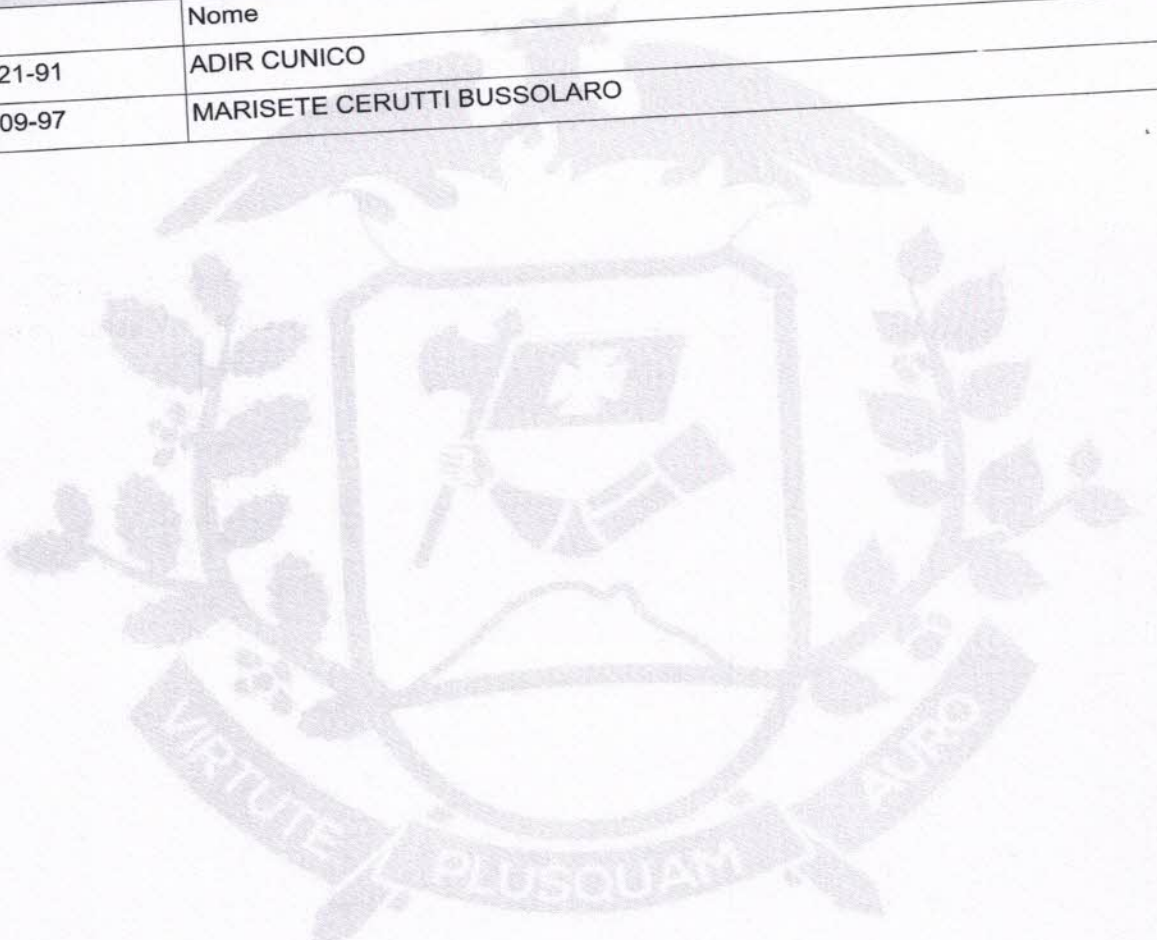 Nome
21-91 ADIR CUNICO
09-97 MARISETE CERUTTI BUSSOLARO
VIRTUTE PLUSQUAM AURO